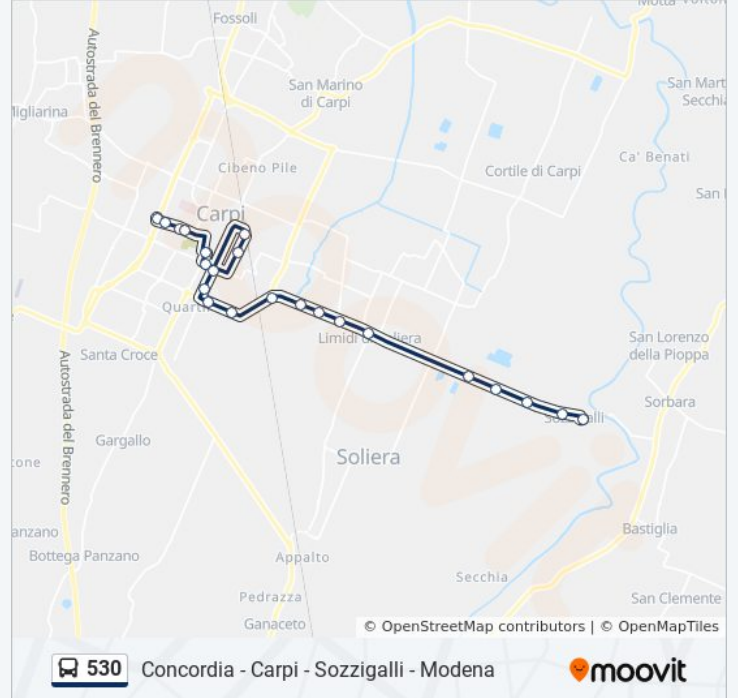 Motta
Fossoli
Autostrada del Brennero
San Marino
di Carpi
San Mart
Secchia
Migliarina
Cibeno Pile
Cortile di Carpi
Ca' Benati
San
Carpi
Quarti
Limidi di Soliera
San Lorenzo
della Pioppa
Santa Croce
Autostrada del Brennero
Sorbara
Sozzigalli
Gargallo
Soliera
cone
moovit
anzano
Bastiglia
Bottega Panzano
Appalto
Secchia
Pedrazza
San Clemente
Ganaceto
© OpenStreetMap contributors | © OpenMapTiles
530 Concordia - Carpi - Sozzigalli - Modena moovit